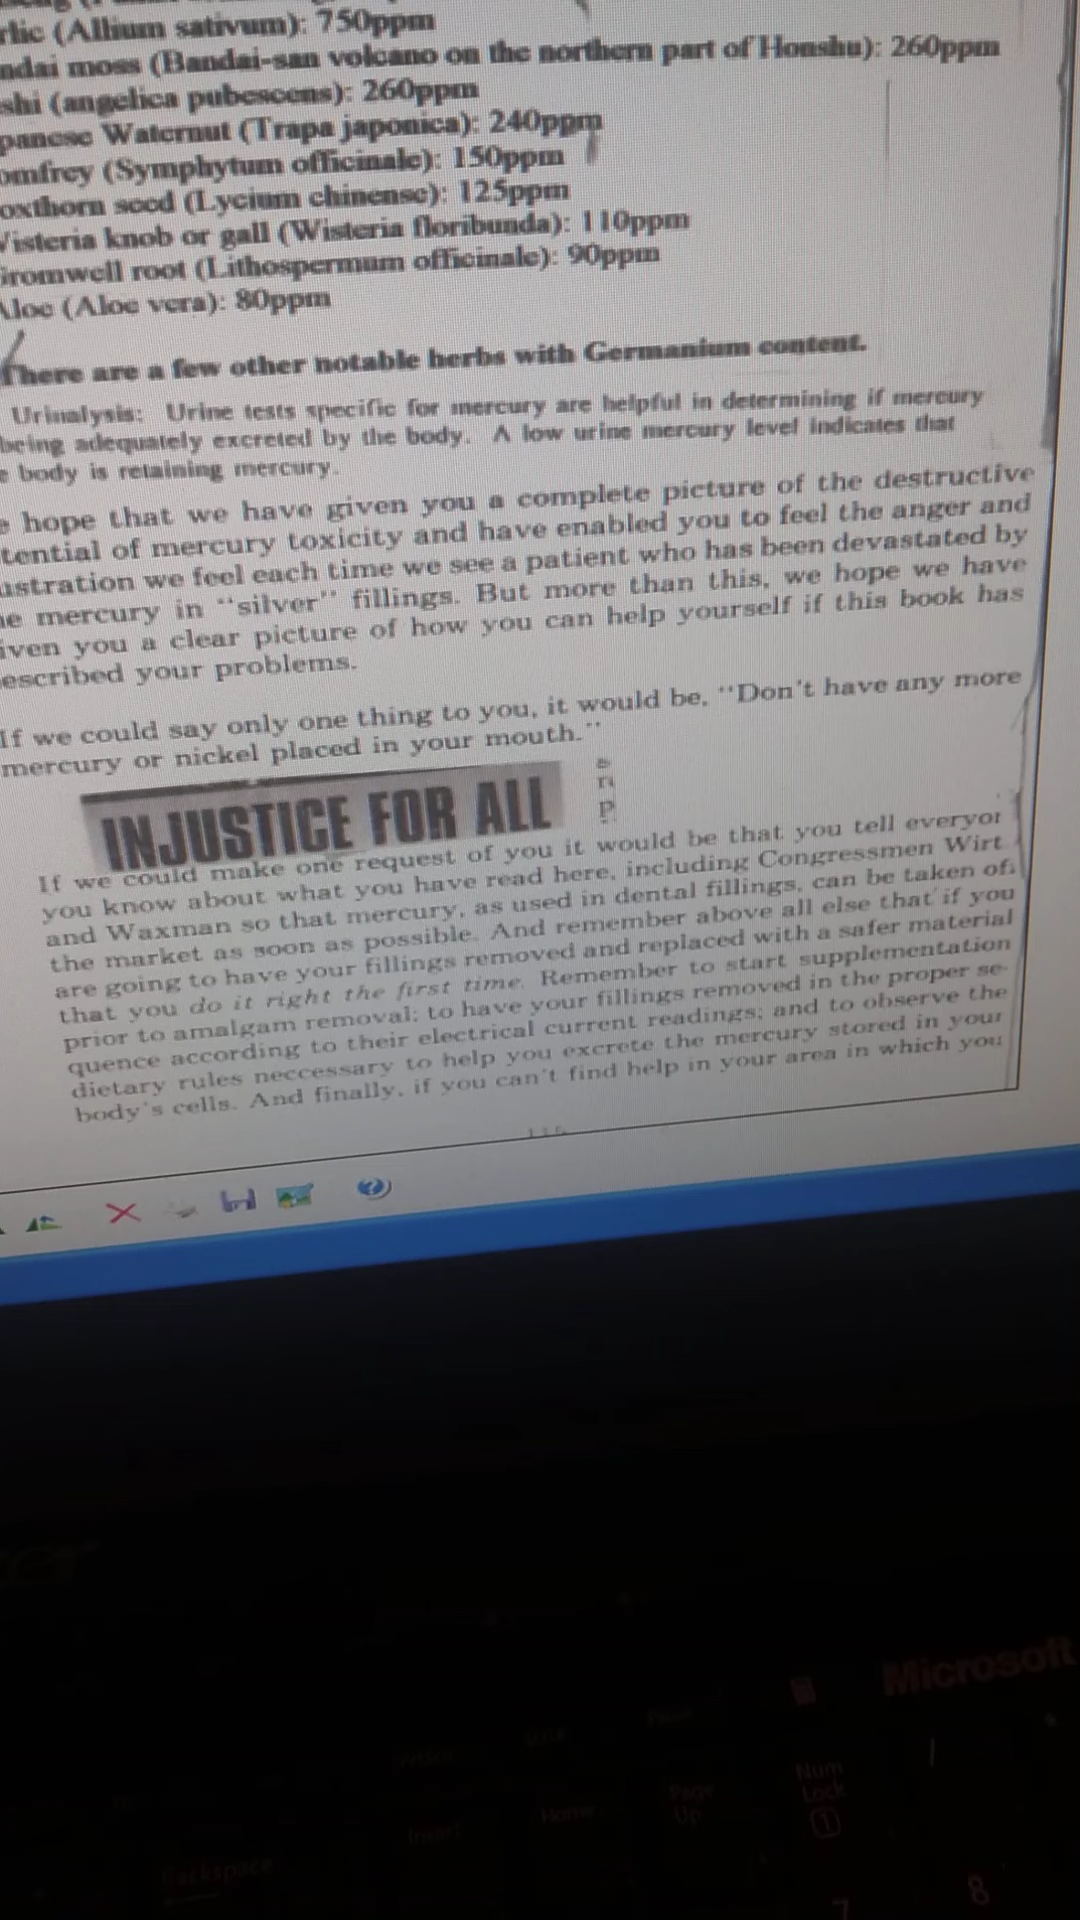 rlic (Allium sativum): 750ppm
ndai moss (Bandai-san volcano on the northern part of Honshu): 260ppm
shi (angelica pubescens): 260ppm
panese Waternut (Trapa japonica): 240ppm
omfrey (Symphytum officinale): 150ppm
oxthorn seed (Lycium chinense): 125ppm
Visteria knob or gall (Wisteria floribunda): 110ppm
Gromwell root (Lithospermum officinale): 90ppm
Aloe (Aloe vera): 80ppm
There are a few other notable herbs with Germanium content.
Urinalysis: Urine tests specific for mercury are helpful in determining if mercury
being adequately excreted by the body. A low urine mercury level indicates that
e body is retaining mercury.
e hope that we have given you a complete picture of the destructive
tential of mercury toxicity and have enabled you to feel the anger and
ustration we feel each time we see a patient who has been devastated by
he mercury in "silver" fillings. But more than this, we hope we have
iven you a clear picture of how you can help yourself if this book has
escribed your problems.
If we could say only one thing to you, it would be, "Don't have any more
mercury or nickel placed in your mouth."
INJUSTICE FOR ALL
If we could make one request of you it would be that you tell everyor
you know about what you have read here, including Congressmen Wirt
and Waxman so that mercury, as used in dental fillings, can be taken of
the market as soon as possible. And remember above all else that if you
are going to have your fillings removed and replaced with a safer material
that you do it right the first time. Remember to start supplementation
prior to amalgam removal; to have your fillings removed in the proper se-
quence according to their electrical current readings; and to observe the
dietary rules neccessary to help you excrete the mercury stored in your
body's cells. And finally, if you can't find help in your area in which you
Microsoft
Num
Lock
Page
Up
Home
Insert
Backspace
7
8